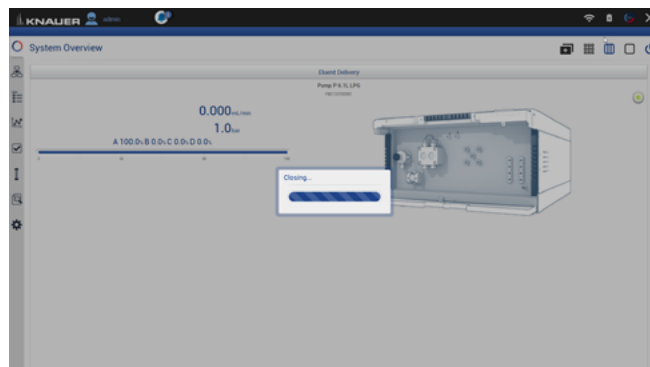 KNAUER admin
System Overview
Eluent Delivery
Pump P 6.1L LPG
0.000 mL/min
1.0 bar
A 100.0% B 0.0% C 0.0% D 0.0%
Closing...